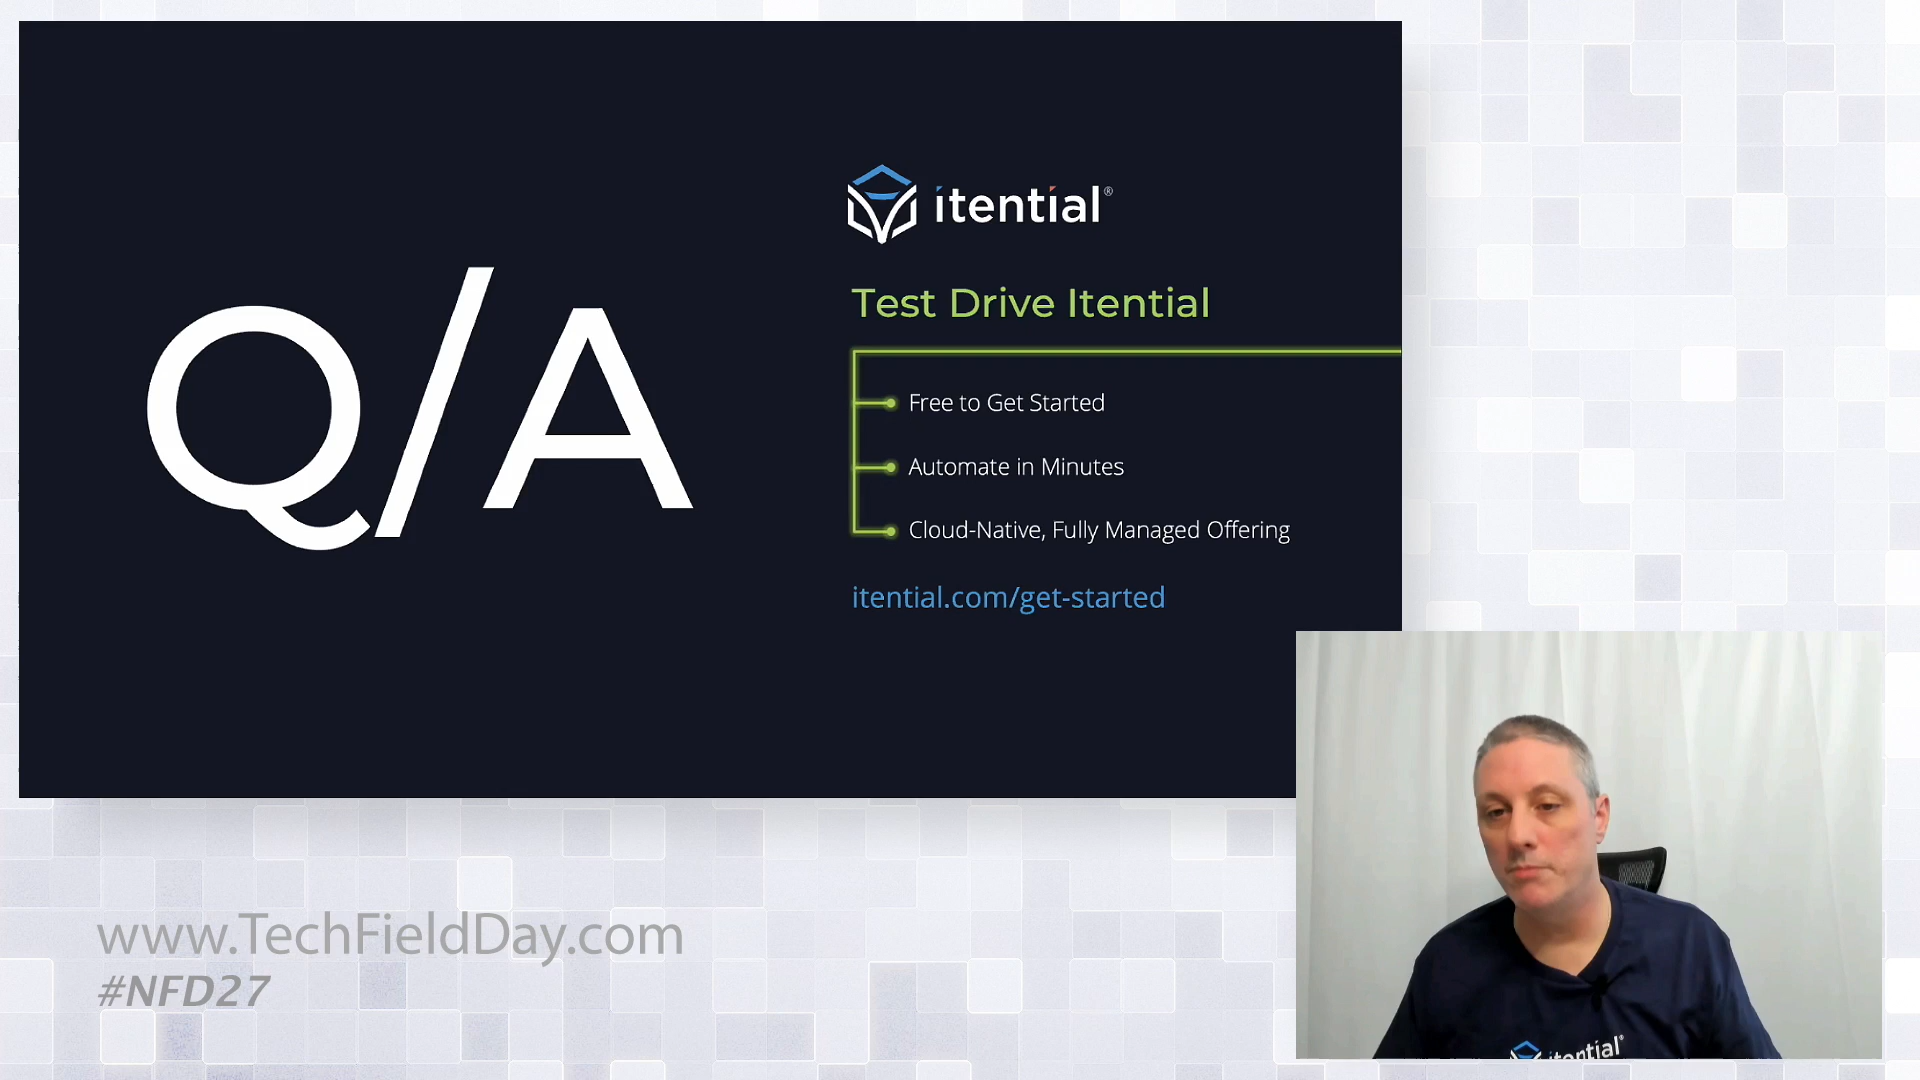 Q/A
itential®
Test Drive Itential
Free to Get Started
Automate in Minutes
Cloud-Native, Fully Managed Offering
itential.com/get-started
www.TechFieldDay.com
#NFD27
itential®